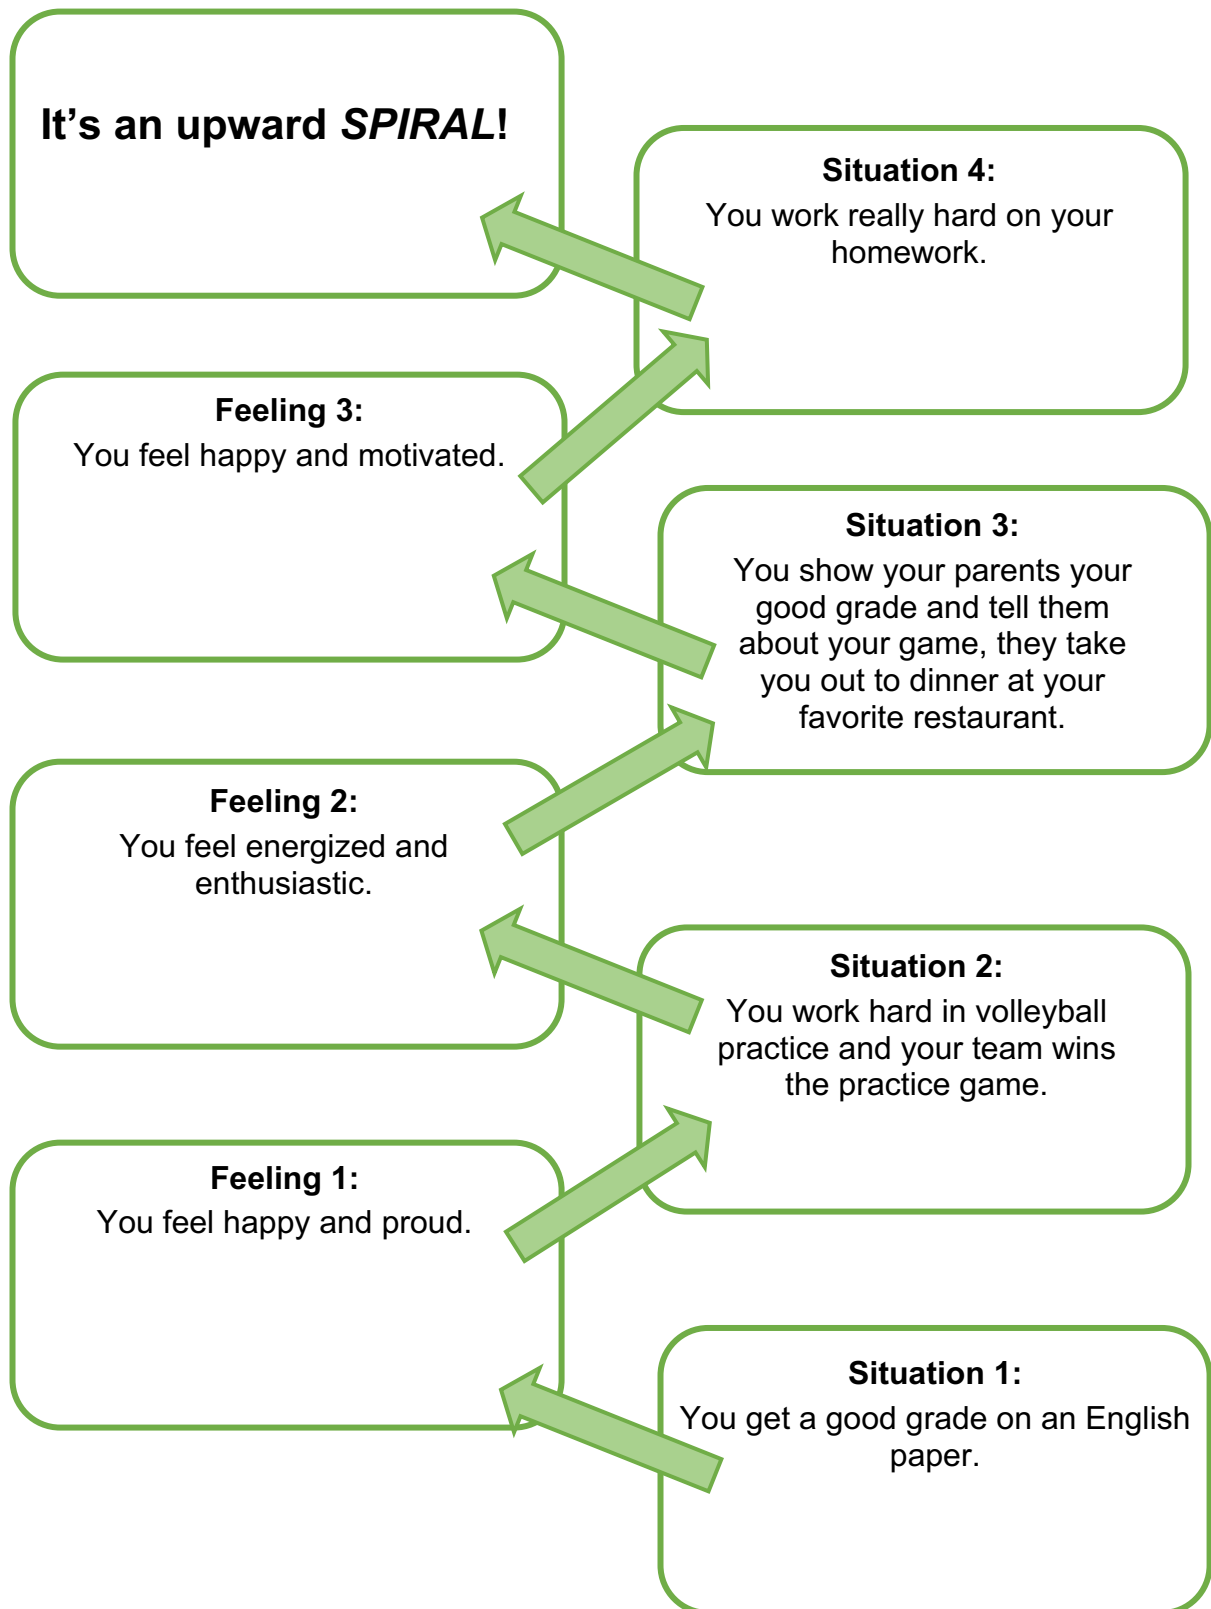 It’s an upward SPIRAL!
Situation 4:
You work really hard on your
homework.
Feeling 3:
You feel happy and motivated.
Situation 3:
You show your parents your
good grade and tell them
about your game, they take
you out to dinner at your
favorite restaurant.
Feeling 2:
You feel energized and
enthusiastic.
Situation 2:
You work hard in volleyball
practice and your team wins
the practice game.
Feeling 1:
You feel happy and proud.
Situation 1:
You get a good grade on an English
paper.